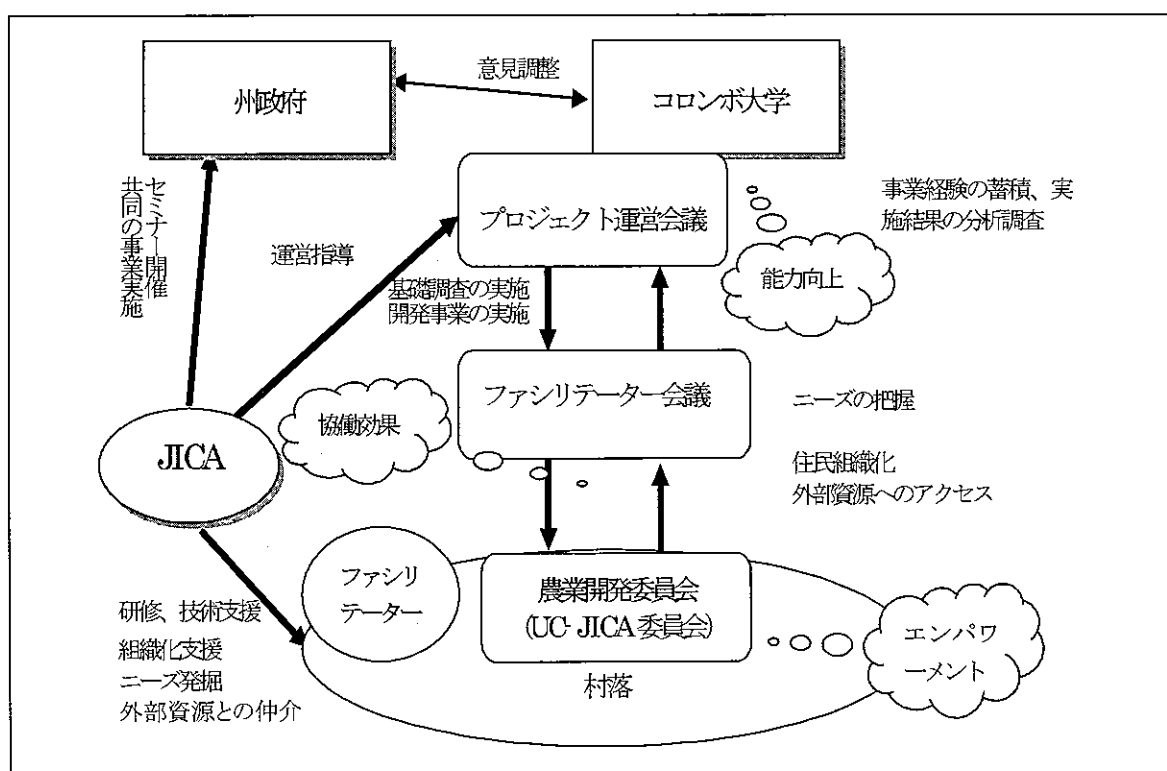 州政府
意見調整
コロンボ大学
セミナー開催
共同の事業実施
運営指導
プロジェクト運営会議
事業経験の蓄積、実
施結果の分析調査
能力向上
基礎調査の実施
開発事業の実施
ファシリテーター会議
協働効果
ニーズの把握
JICA
住民組織化
外部資源へのアクセス
ファシリ
テーター
農業開発委員会
(UC-JICA 委員会)
研修、技術支援
組織化支援
ニーズ発掘
外部資源との仲介
村落
エンパワ
ーメント